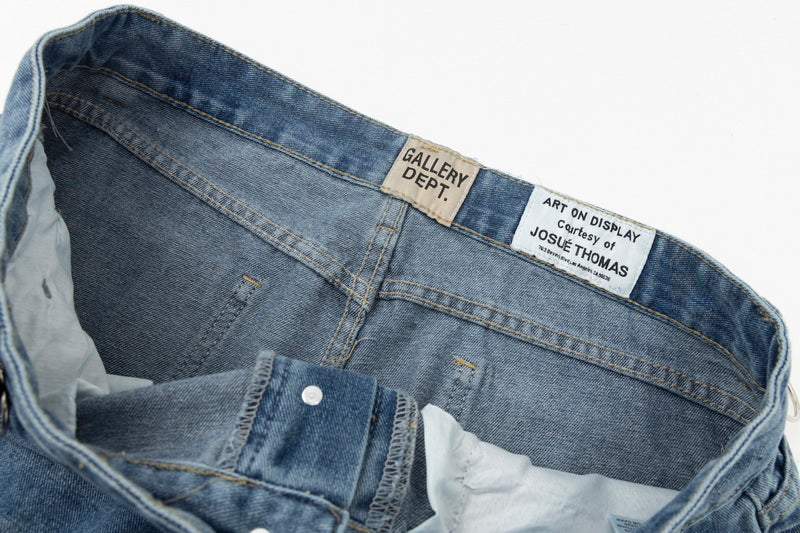 GALLERY
DEPT.
ART ON DISPLAY
Courtesy of
JOSUÉ THOMAS